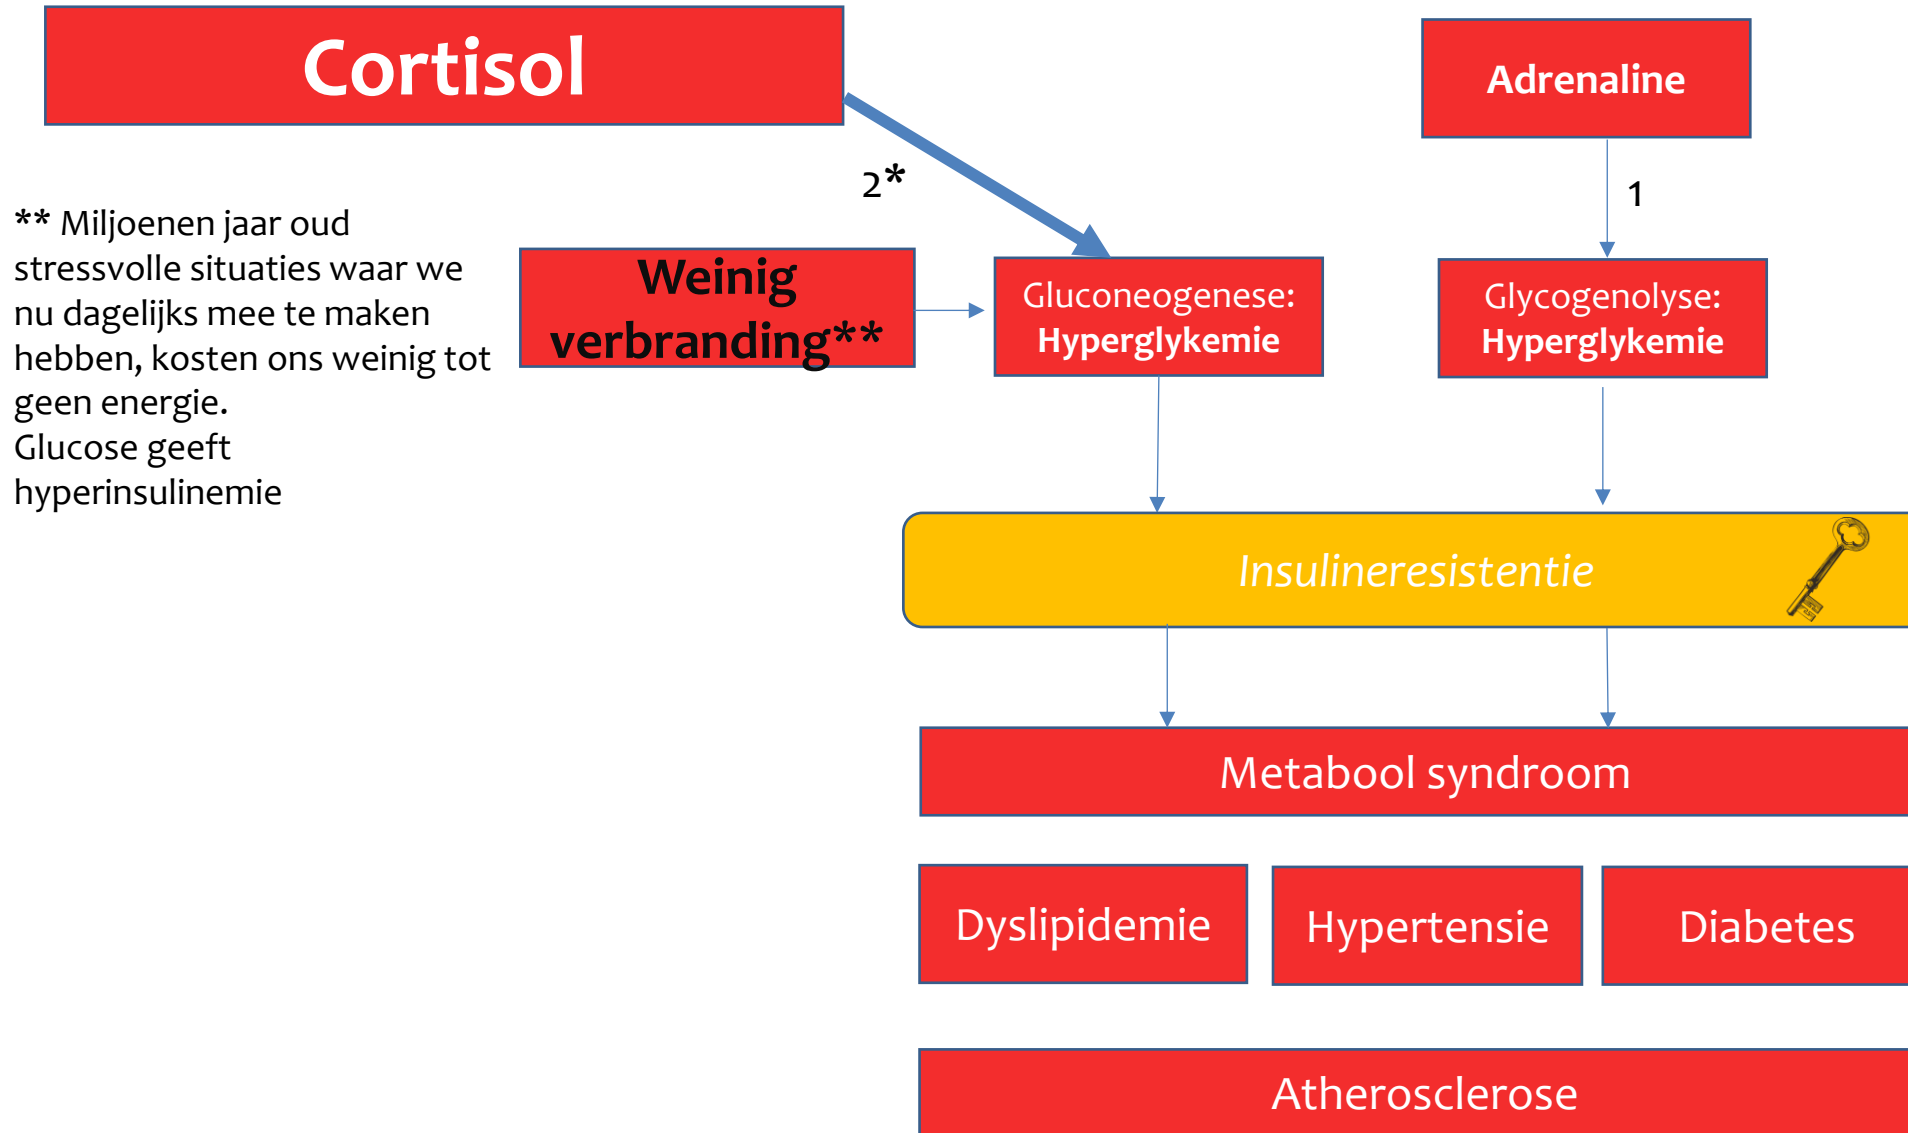 Cortisol
Adrenaline
2*
1
** Miljoenen jaar oud
stressvolle situaties waar we
nu dagelijks mee te maken
hebben, kosten ons weinig tot
geen energie.
Glucose geeft
hyperinsulinemie
Weinig
verbranding**
Gluconeogenese:
Hyperglykemie
Glycogenolyse:
Hyperglykemie
Insulineresistentie
Metabool syndroom
Dyslipidemie
Hypertensie
Diabetes
Atherosclerose